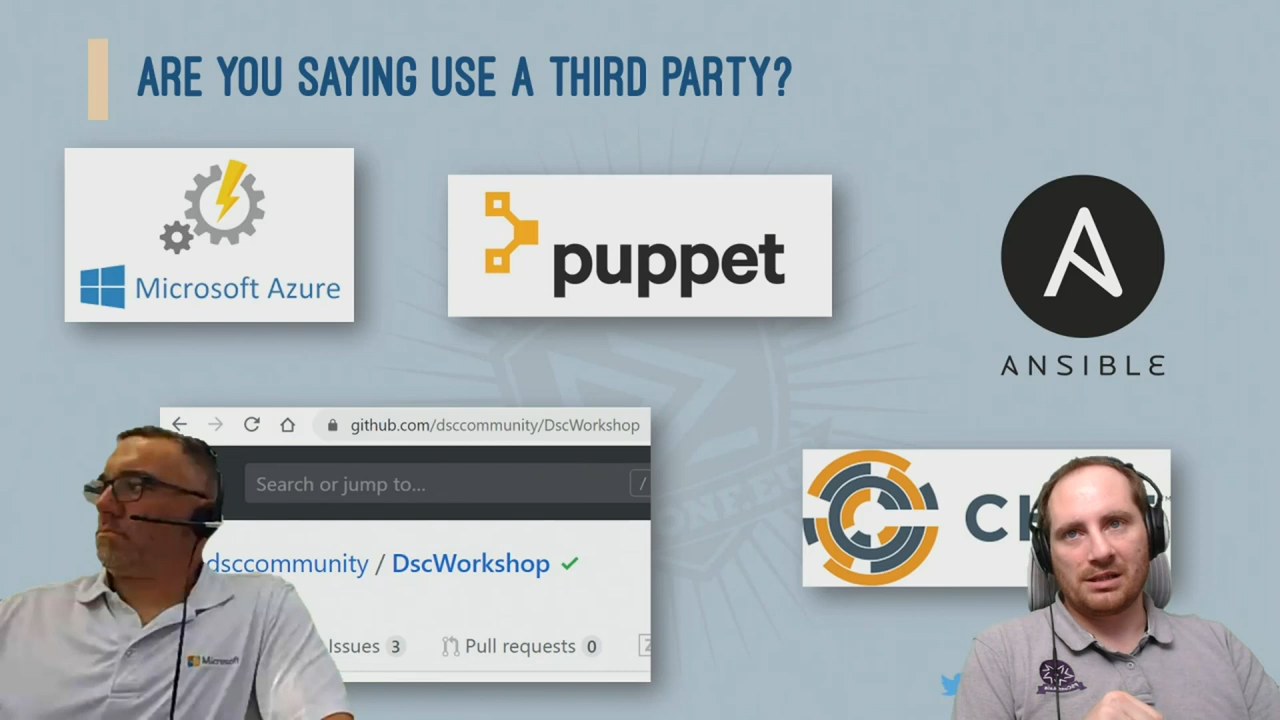 ARE YOU SAYING USE A THIRD PARTY?
Microsoft Azure
puppet
ANSIBLE
github.com/dsccommunity/DscWorkshop
Search or jump to...
/
dsccommunity / DscWorkshop
Issues 3
Pull requests 0
Microsoft